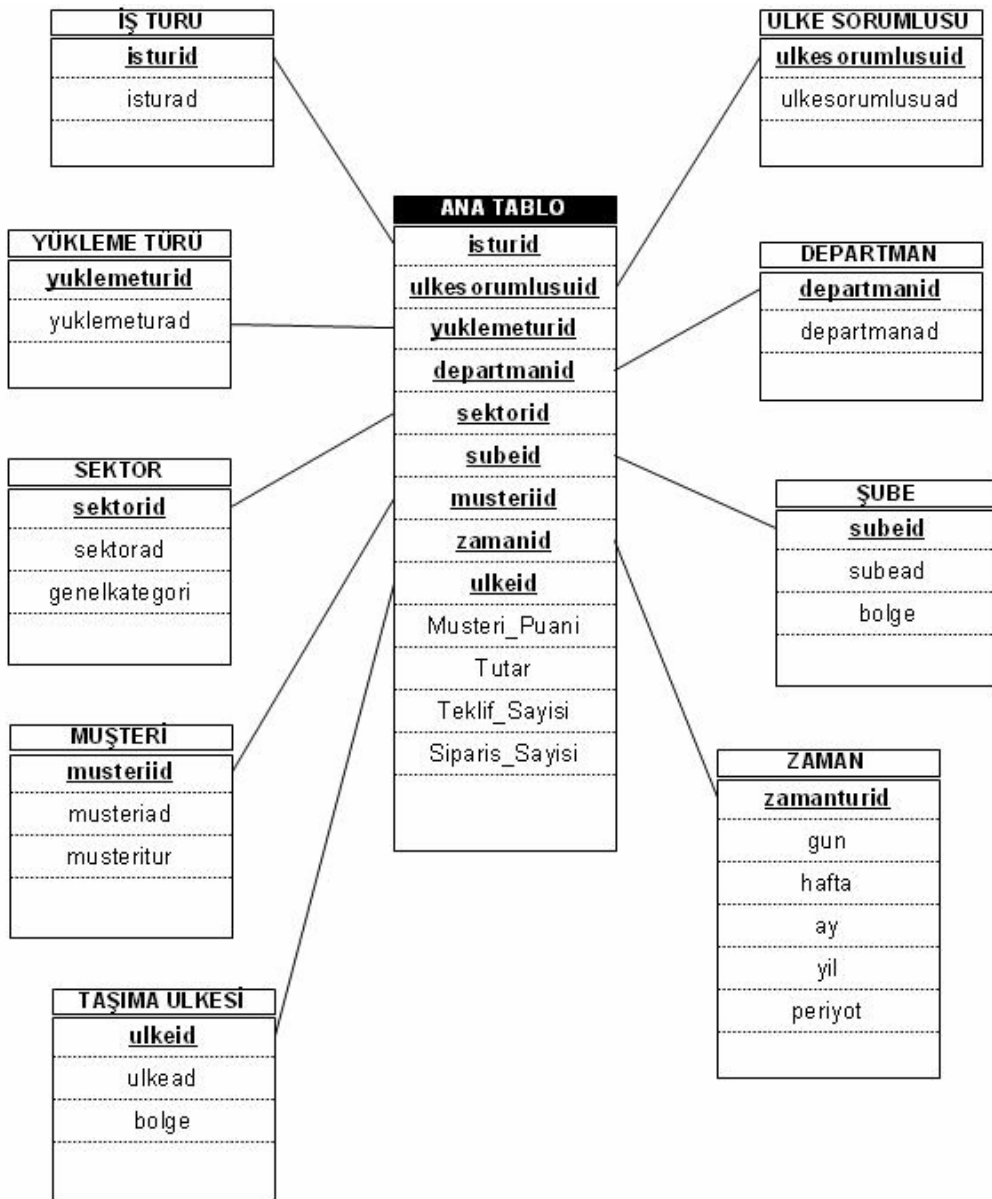 İŞ TURU
isturid
isturad
ULKE SORUMLUSU
ulkesorumlusuid
ulkesorumlusuad
ANA TABLO
isturid
ulkesorumlusuid
yuklemeturid
departmanid
sektorid
subeid
musteriid
zamanid
ulkeid
Musteri_Puani
Tutar
Teklif_Sayisi
Siparis_Sayisi
YÜKLEME TÜRÜ
yuklemeturid
yuklemeturad
DEPARTMAN
departmanid
departmanad
SEKTOR
sektorid
sektorad
genelkategori
ŞUBE
subeid
subead
bolge
MUŞTERİ
musteriid
musteriad
musteritur
ZAMAN
zamanturid
gun
hafta
ay
yil
periyot
TAŞIMA ULKESİ
ulkeid
ulkead
bolge